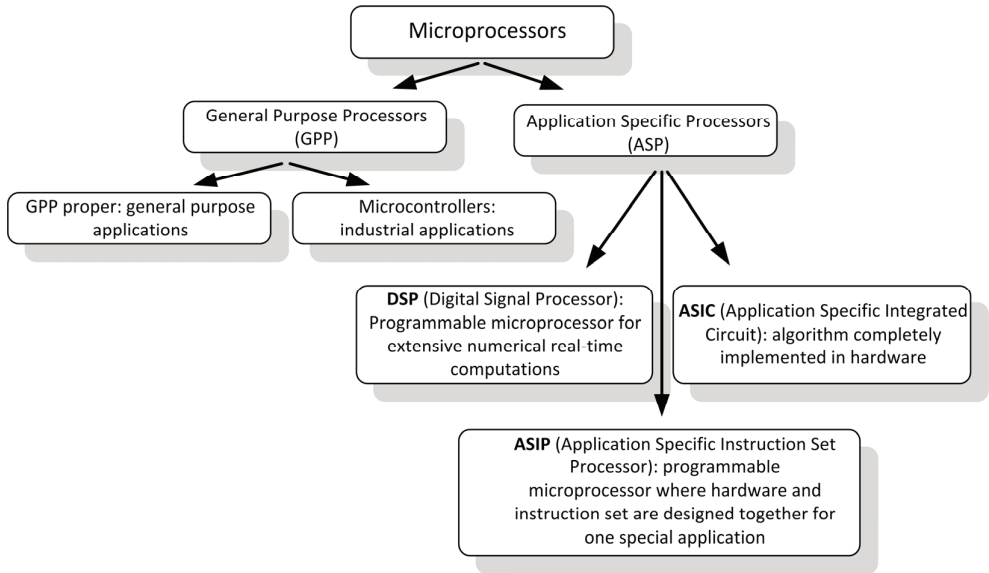 Microprocessors
General Purpose Processors
(GPP)
Application Specific Processors
(ASP)
GPP proper: general purpose
applications
Microcontrollers:
industrial applications
DSP (Digital Signal Processor):
Programmable microprocessor for
extensive numerical real-time
computations
ASIC (Application Specific Integrated
Circuit): algorithm completely
implemented in hardware
ASIP (Application Specific Instruction Set
Processor): programmable
microprocessor where hardware and
instruction set are designed together for
one special application